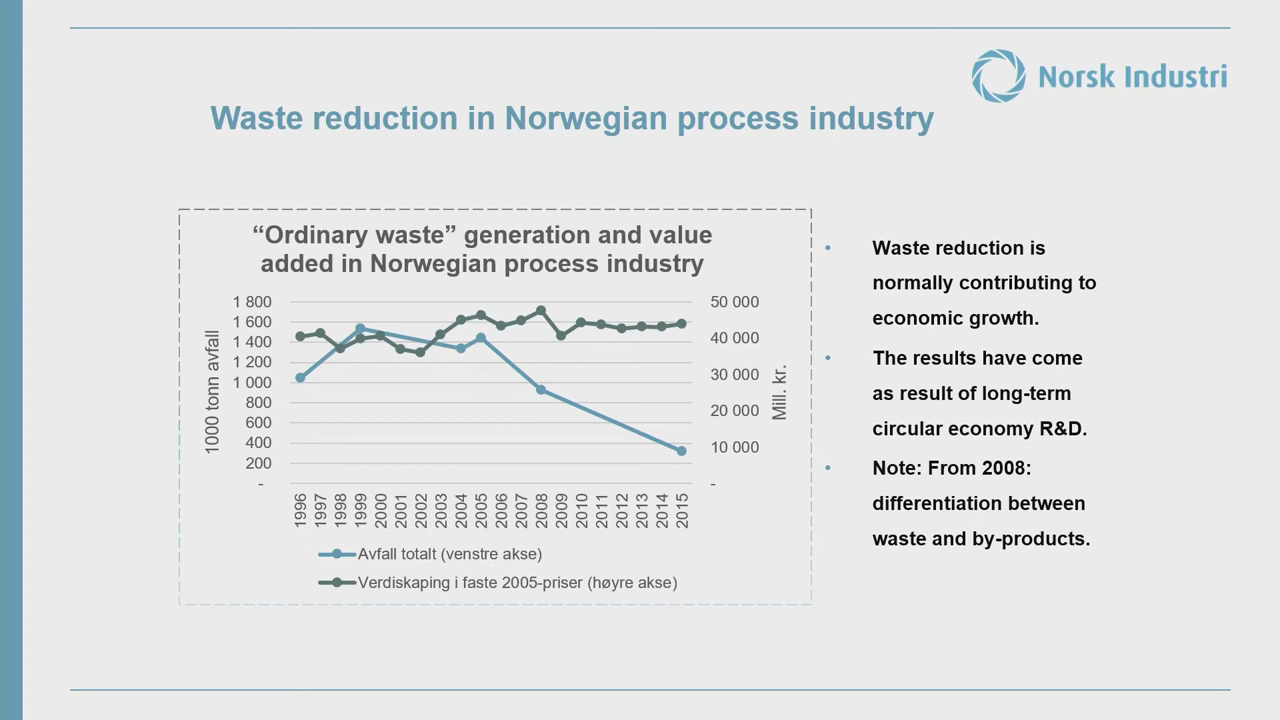 Norsk Industri
Waste reduction in Norwegian process industry
“Ordinary waste” generation and value
added in Norwegian process industry
1000 tonn avfall
1 800
1 600
1 400
1 200
1 000
800
600
400
200
-
50 000
40 000
30 000
20 000
10 000
-
Mill. kr.
1996
1997
1998
1999
2000
2001
2002
2003
2004
2005
2006
2007
2008
2009
2010
2011
2012
2013
2014
2015
Avfall totalt (venstre akse)
Verdiskaping i faste 2005-priser (høyre akse)
• Waste reduction is
normally contributing to
economic growth.
• The results have come
as result of long-term
circular economy R&D.
• Note: From 2008:
differentiation between
waste and by-products.